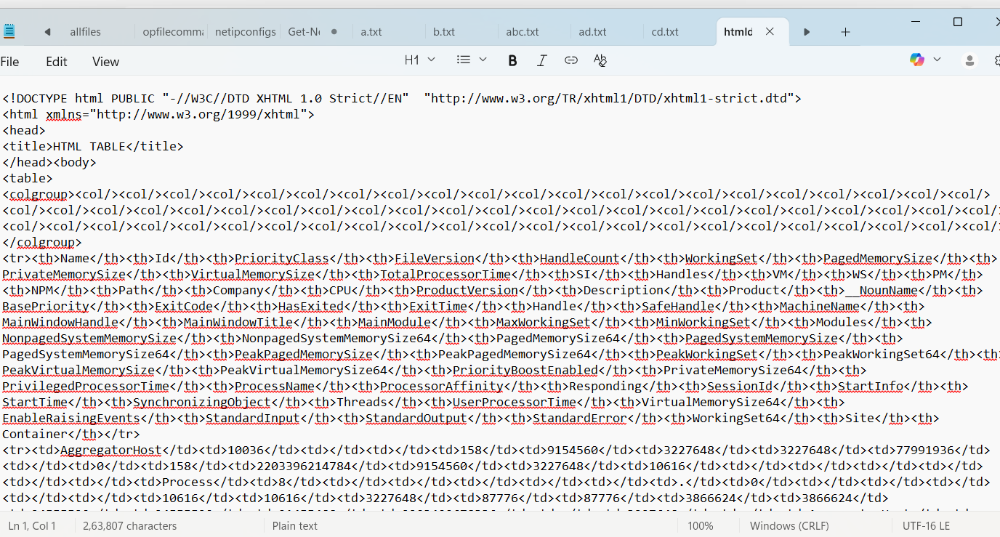 allfiles opfilecomma netipconfigs Get-Ne a.txt b.txt abc.txt ad.txt cd.txt htmld
File Edit View H1 B I
<!DOCTYPE html PUBLIC "-//W3C//DTD XHTML 1.0 Strict//EN"  "http://www.w3.org/TR/xhtml1/DTD/xhtml1-strict.dtd">
<html xmlns="http://www.w3.org/1999/xhtml">
<head>
<title>HTML TABLE</title>
</head><body>
<table>
<colgroup><col/><col/><col/><col/><col/><col/><col/><col/><col/><col/><col/><col/><col/><col/><col/><col/><col/><col/><col/><col/><col/>
<col/><col/><col/><col/><col/><col/><col/><col/><col/><col/><col/><col/><col/><col/><col/><col/><col/><col/><col/><col/><col/><col/><col/>
<col/><col/><col/><col/><col/><col/><col/><col/><col/><col/><col/><col/><col/><col/><col/><col/><col/><col/><col/><col/><col/><col/><col/>
</colgroup>
<tr><th>Name</th><th>Id</th><th>PriorityClass</th><th>FileVersion</th><th>HandleCount</th><th>WorkingSet</th><th>PagedMemorySize</th><th>
PrivateMemorySize</th><th>VirtualMemorySize</th><th>TotalProcessorTime</th><th>SI</th><th>Handles</th><th>VM</th><th>WS</th><th>PM</th>
<th>NPM</th><th>Path</th><th>Company</th><th>CPU</th><th>ProductVersion</th><th>Description</th><th>Product</th><th>__NounName</th><th>
BasePriority</th><th>ExitCode</th><th>HasExited</th><th>ExitTime</th><th>Handle</th><th>SafeHandle</th><th>MachineName</th><th>
MainWindowHandle</th><th>MainWindowTitle</th><th>MainModule</th><th>MaxWorkingSet</th><th>MinWorkingSet</th><th>Modules</th><th>
NonpagedSystemMemorySize</th><th>NonpagedSystemMemorySize64</th><th>PagedMemorySize64</th><th>PagedSystemMemorySize</th><th>
PagedSystemMemorySize64</th><th>PeakPagedMemorySize</th><th>PeakPagedMemorySize64</th><th>PeakWorkingSet</th><th>PeakWorkingSet64</th><th>
PeakVirtualMemorySize</th><th>PeakVirtualMemorySize64</th><th>PriorityBoostEnabled</th><th>PrivateMemorySize64</th><th>
PrivilegedProcessorTime</th><th>ProcessName</th><th>ProcessorAffinity</th><th>Responding</th><th>SessionId</th><th>StartInfo</th><th>
StartTime</th><th>SynchronizingObject</th><th>Threads</th><th>UserProcessorTime</th><th>VirtualMemorySize64</th><th>
EnableRaisingEvents</th><th>StandardInput</th><th>StandardOutput</th><th>StandardError</th><th>WorkingSet64</th><th>Site</th><th>
Container</th></tr>
<tr><td>AggregatorHost</td><td>10036</td><td></td><td></td><td>158</td><td>9154560</td><td>3227648</td><td>3227648</td><td>77991936</td>
<td></td><td>0</td><td>158</td><td>2203396214784</td><td>9154560</td><td>3227648</td><td>10616</td><td></td><td></td><td></td><td></td>
<td></td><td></td><td>Process</td><td>8</td><td></td><td></td><td></td><td></td><td></td><td>.</td><td>0</td><td></td><td></td><td></td>
<td></td><td></td><td>10616</td><td>10616</td><td>3227648</td><td>87776</td><td>87776</td><td>3866624</td><td>3866624</td>
Ln 1, Col 1 2,63,807 characters Plain text 100% Windows (CRLF) UTF-16 LE